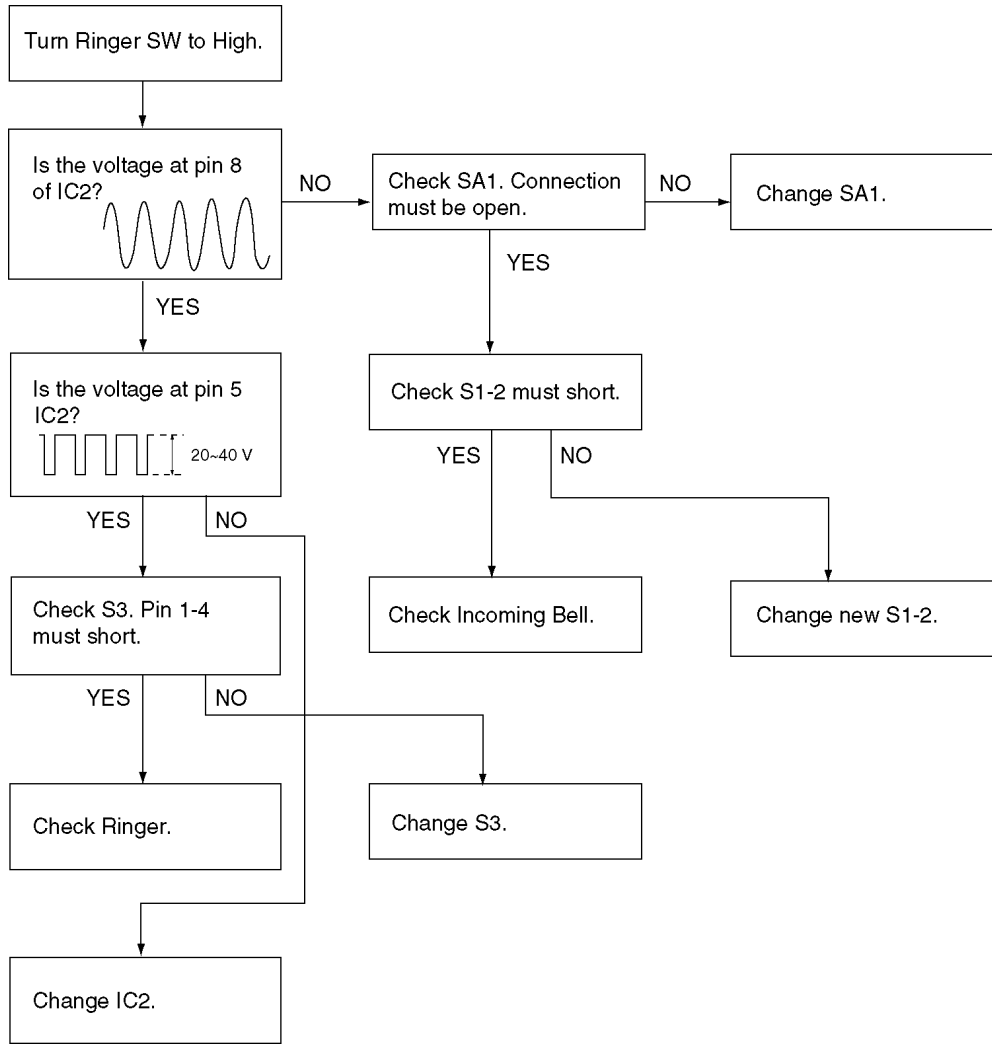 Turn Ringer SW to High.
Is the voltage at pin 8
of IC2?
NO
Check SA1. Connection
must be open.
NO
Change SA1.
YES
YES
Is the voltage at pin 5
IC2?
20~40 V
Check S1-2 must short.
YES
NO
YES
NO
Check S3. Pin 1-4
must short.
Check Incoming Bell.
Change new S1-2.
YES
NO
Check Ringer.
Change S3.
Change IC2.